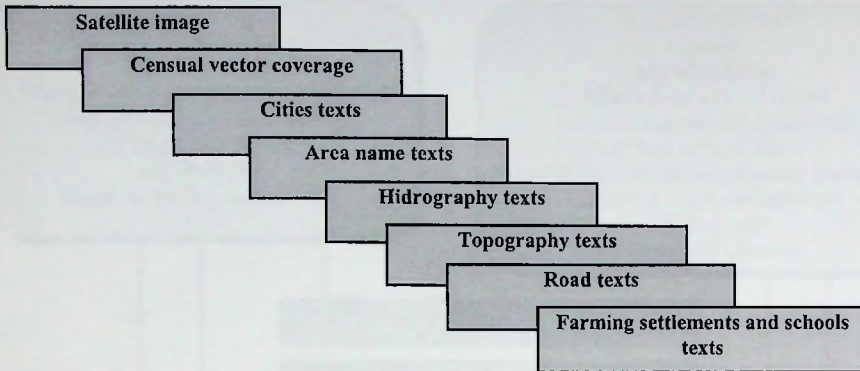 Satellite image
Censual vector coverage
Cities texts
Area name texts
Hidrography texts
Topography texts
Road texts
Farming settlements and schools
texts